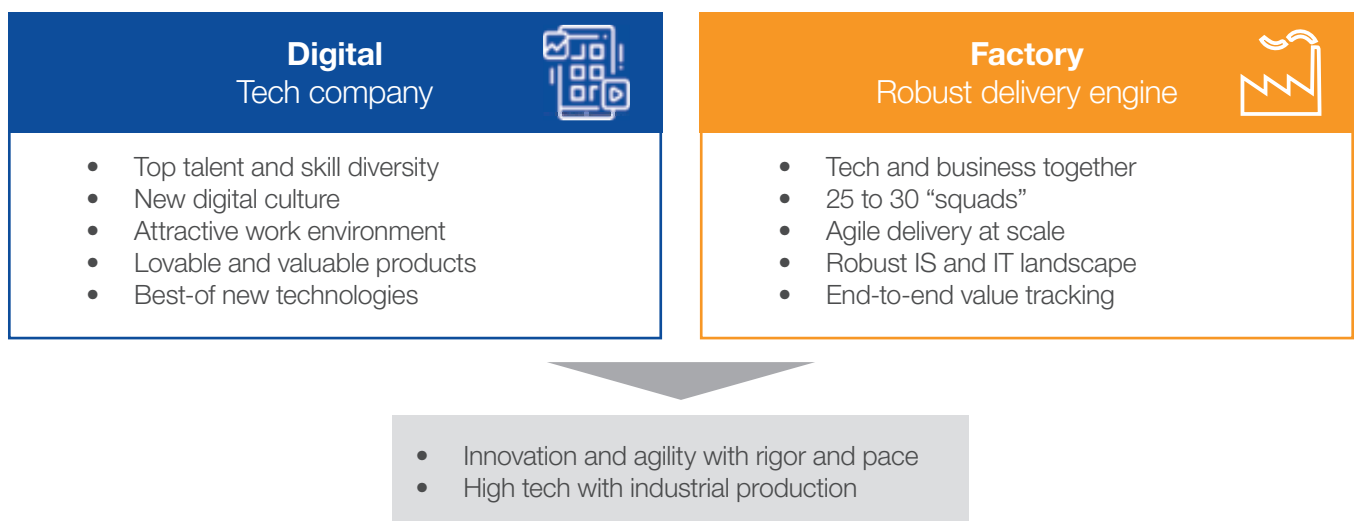 Digital
Tech company
• Top talent and skill diversity
• New digital culture
• Attractive work environment
• Lovable and valuable products
• Best-of new technologies
Factory
Robust delivery engine
• Tech and business together
• 25 to 30 “squads”
• Agile delivery at scale
• Robust IS and IT landscape
• End-to-end value tracking
• Innovation and agility with rigor and pace
• High tech with industrial production